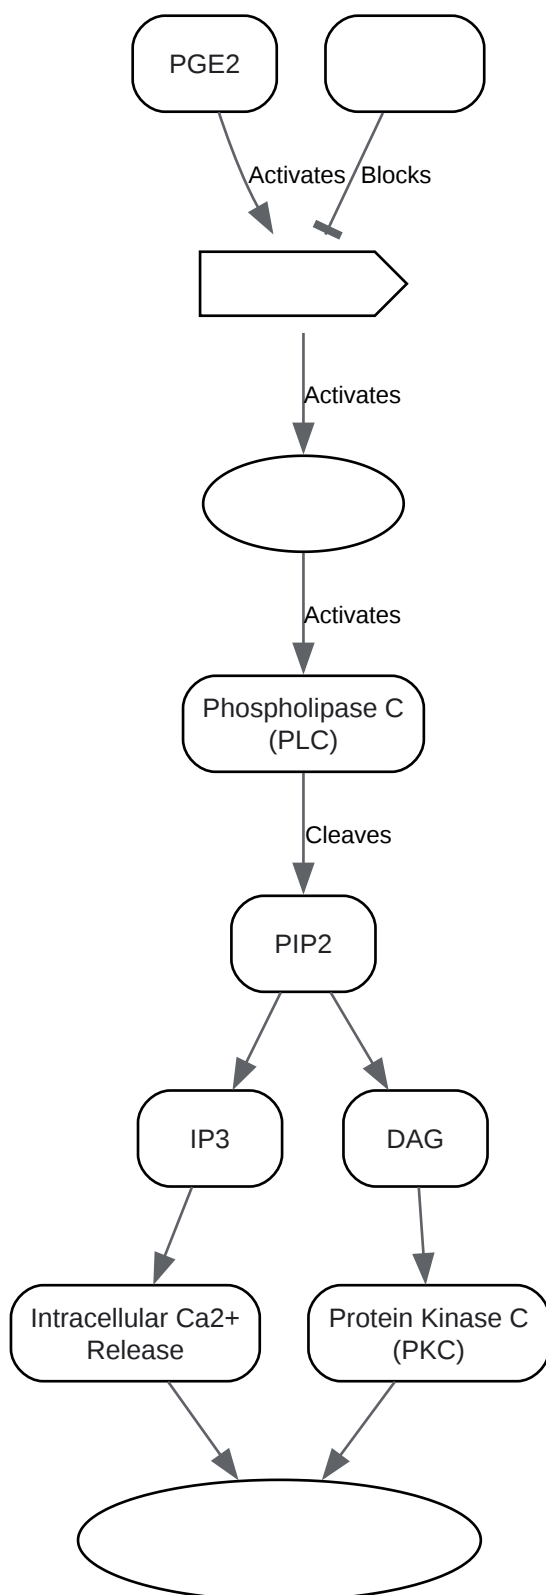 PGE2
Activates
Blocks
Activates
Activates
Phospholipase C
(PLC)
Cleaves
PIP2
IP3
DAG
Intracellular Ca2+
Release
Protein Kinase C
(PKC)